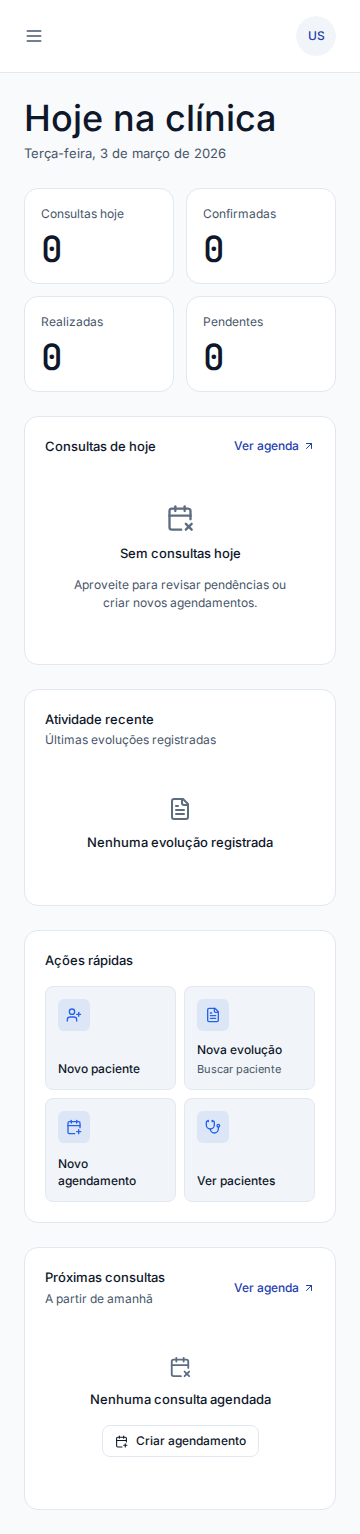 US
Hoje na clínica
Terça-feira, 3 de março de 2026
Consultas hoje
0
Confirmadas
0
Realizadas
0
Pendentes
0
Consultas de hoje
Ver agenda
Sem consultas hoje
Aproveite para revisar pendências ou
criar novos agendamentos.
Atividade recente
Últimas evoluções registradas
Nenhuma evolução registrada
Ações rápidas
Novo paciente
Nova evolução
Buscar paciente
Novo
agendamento
Ver pacientes
Próximas consultas
A partir de amanhã
Ver agenda
Nenhuma consulta agendada
Criar agendamento